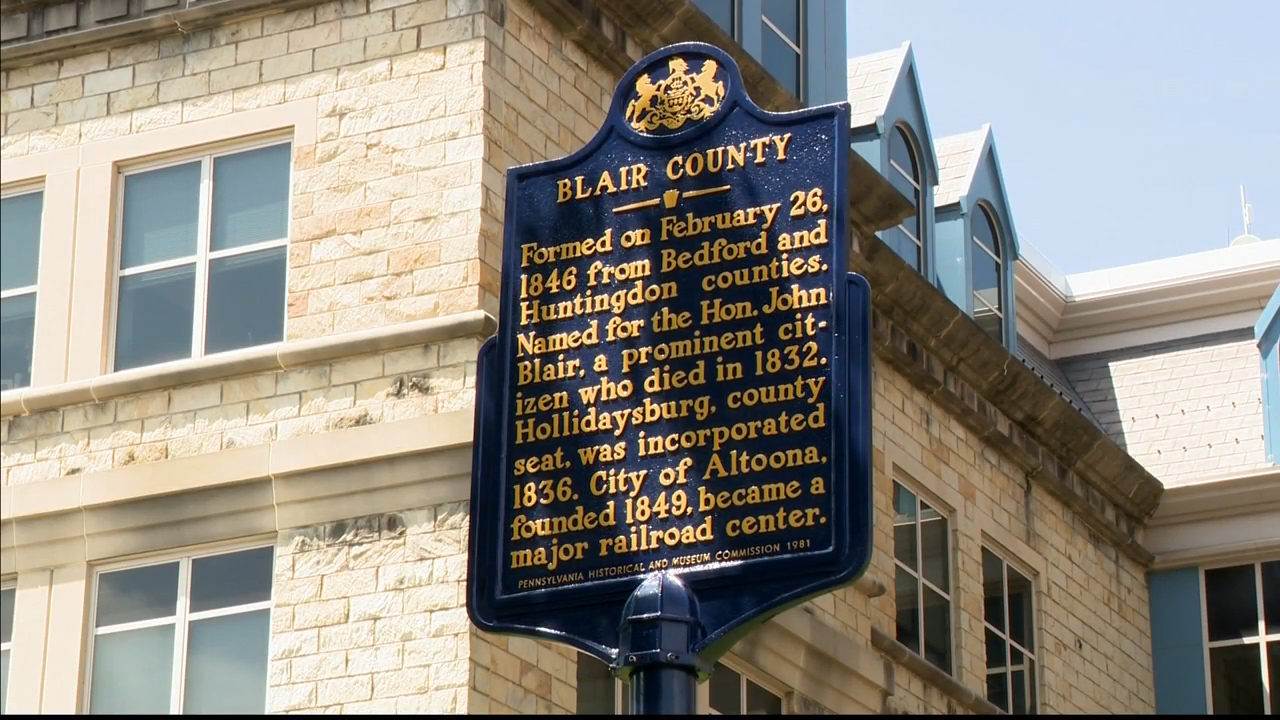 BLAIR COUNTY
Formed on February 26,
1846 from Bedford and
Huntingdon counties.
Named for the Hon. John
Blair, a prominent cit-
izen who died in 1832.
Hollidaysburg, county
seat, was incorporated
1836. City of Altoona,
founded 1849, became a
major railroad center.
PENNSYLVANIA HISTORICAL AND MUSEUM COMMISSION 1981